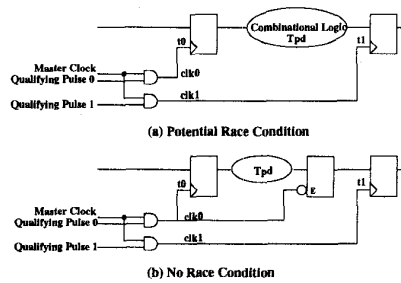 Combinational Logic
Tpd
t0
t1
Master Clock
Qualifying Pulse 0
clk0
Qualifying Pulse 1
clk1
(a) Potential Race Condition
Tpd
t0
E
t1
Master Clock
Qualifying Pulse 0
clk0
Qualifying Pulse 1
clk1
(b) No Race Condition